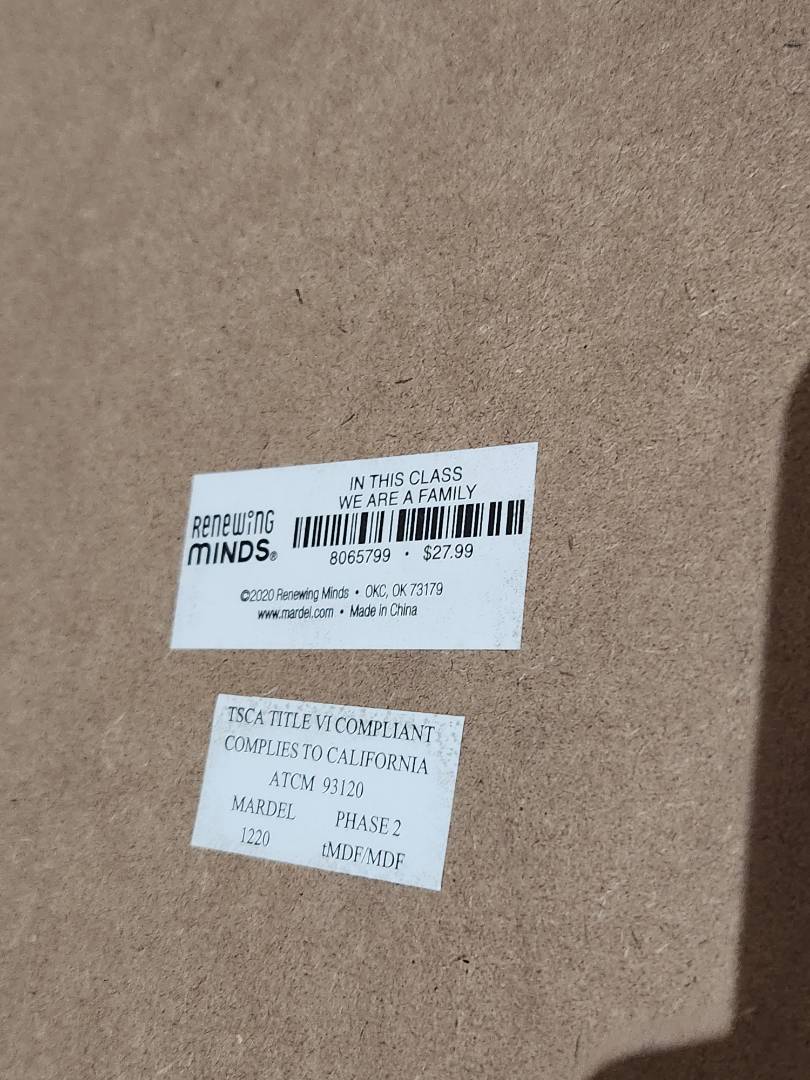 IN THIS CLASS
WE ARE A FAMILY
Renewing
MINDS®
8065799 • $27.99
©2020 Renewing Minds • OKC, OK 73179
www.mardel.com • Made in China
TSCA TITLE VI COMPLIANT
COMPLIES TO CALIFORNIA
ATCM 93120
MARDEL PHASE 2
1220 tMDF/MDF